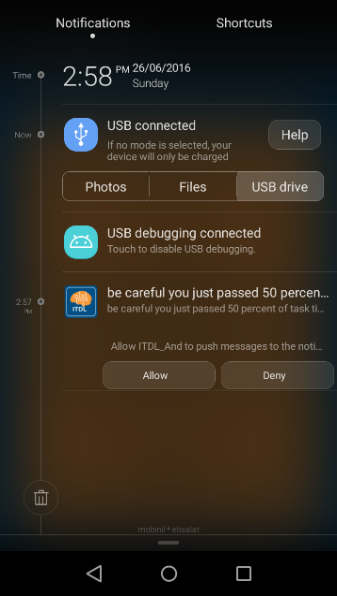 Notifications Shortcuts
Time 2:58 PM 26/06/2016
Sunday
Now USB connected
If no mode is selected, your
device will only be charged
Help
Photos Files USB drive
USB debugging connected
Touch to disable USB debugging.
2:57 PM
ITDL
be careful you just passed 50 percen...
be careful you just passed 50 percent of task ti...
Allow ITDL_And to push messages to the noti...
Allow Deny
mobinil • etisalat